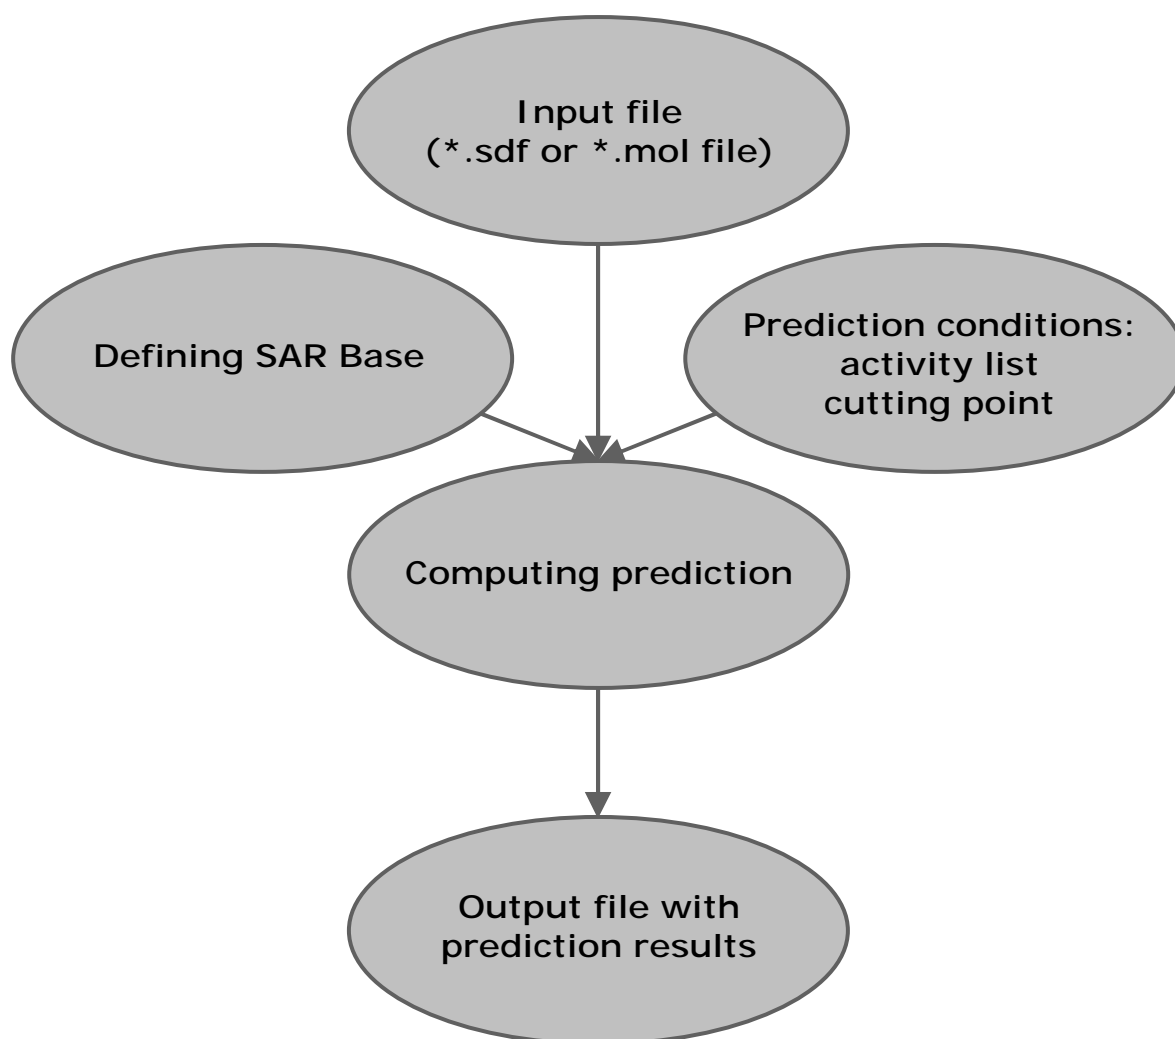 Input file
(*.sdf or *.mol file)
Defining SAR Base
Prediction conditions:
activity list
cutting point
Computing prediction
Output file with
prediction results